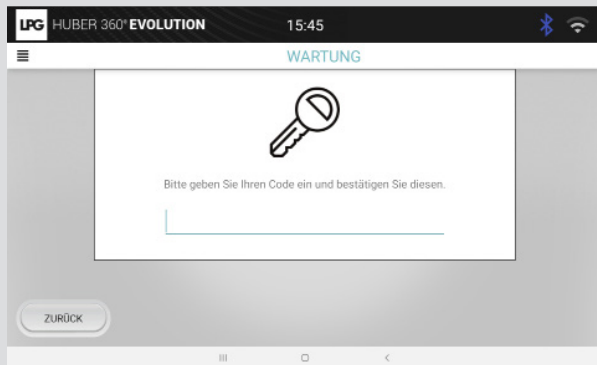 LPG HUBER 360° EVOLUTION 15:45
WARTUNG
Bitte geben Sie Ihren Code ein und bestätigen Sie diesen.
ZURÜCK